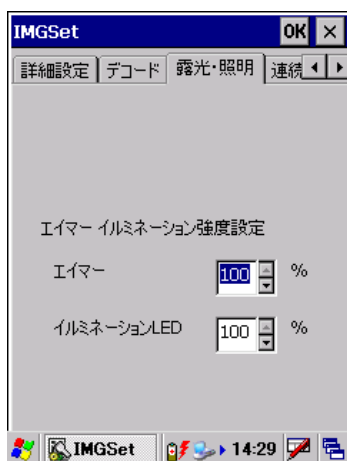 IMGSet OK ×
詳細設定 デコード 露光・照明 連続
エイマー イルミネーション強度設定
エイマー 100 %
イルミネーションLED 100 %
IMGSet 14:29